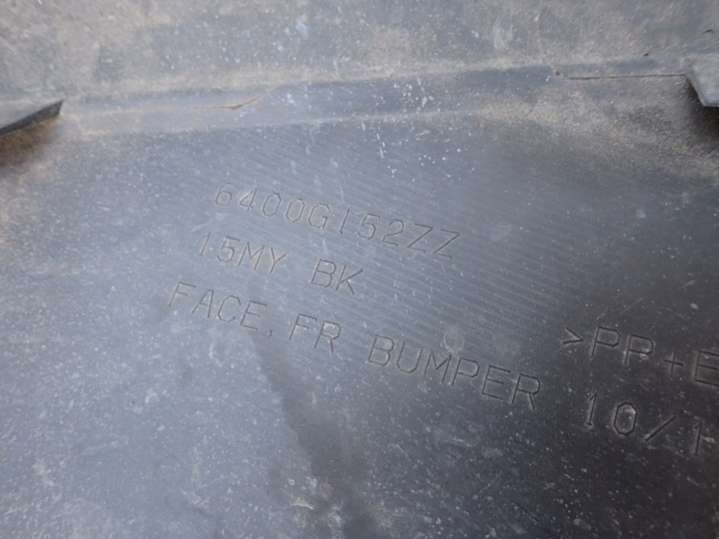 6400G152ZZ
15MY BK
FACE, FR BUMPER
>PP+E
10/1